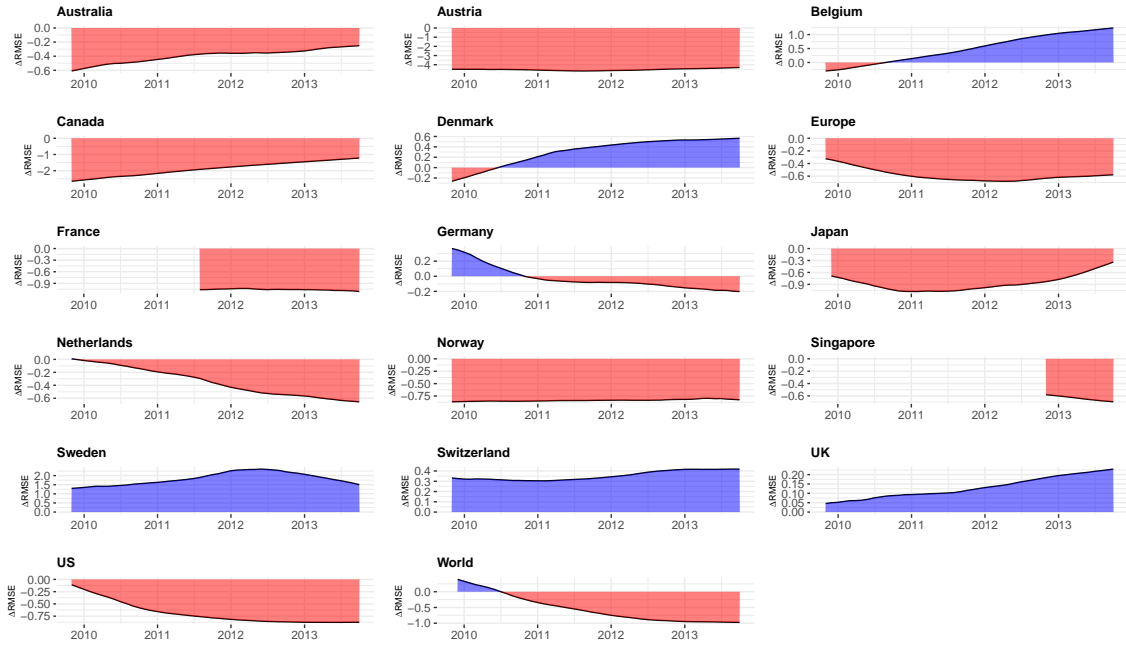 Australia
Austria
Belgium
ΔRMSE
0.0
−0.2
−0.4
−0.6
2010 2011 2012 2013
ΔRMSE
0
−1
−2
−3
−4
2010 2011 2012 2013
ΔRMSE
1.0
0.5
0.0
2010 2011 2012 2013
Canada
Denmark
Europe
ΔRMSE
0
−1
−2
2010 2011 2012 2013
ΔRMSE
0.6
0.4
0.2
0.0
−0.2
2010 2011 2012 2013
ΔRMSE
0.0
−0.2
−0.4
−0.6
2010 2011 2012 2013
France
Germany
Japan
ΔRMSE
0.0
−0.3
−0.6
−0.9
2010 2011 2012 2013
ΔRMSE
0.2
0.0
−0.2
2010 2011 2012 2013
ΔRMSE
0.0
−0.3
−0.6
−0.9
2010 2011 2012 2013
Netherlands
Norway
Singapore
ΔRMSE
0.0
−0.2
−0.4
−0.6
2010 2011 2012 2013
ΔRMSE
0.00
−0.25
−0.50
−0.75
2010 2011 2012 2013
ΔRMSE
0.0
−0.2
−0.4
−0.6
2010 2011 2012 2013
Sweden
Switzerland
UK
ΔRMSE
2.0
1.5
1.0
0.5
0.0
2010 2011 2012 2013
ΔRMSE
0.4
0.3
0.2
0.1
0.0
2010 2011 2012 2013
ΔRMSE
0.20
0.15
0.10
0.05
0.00
2010 2011 2012 2013
US
World
ΔRMSE
0.00
−0.25
−0.50
−0.75
2010 2011 2012 2013
ΔRMSE
0.0
−0.5
−1.0
2010 2011 2012 2013